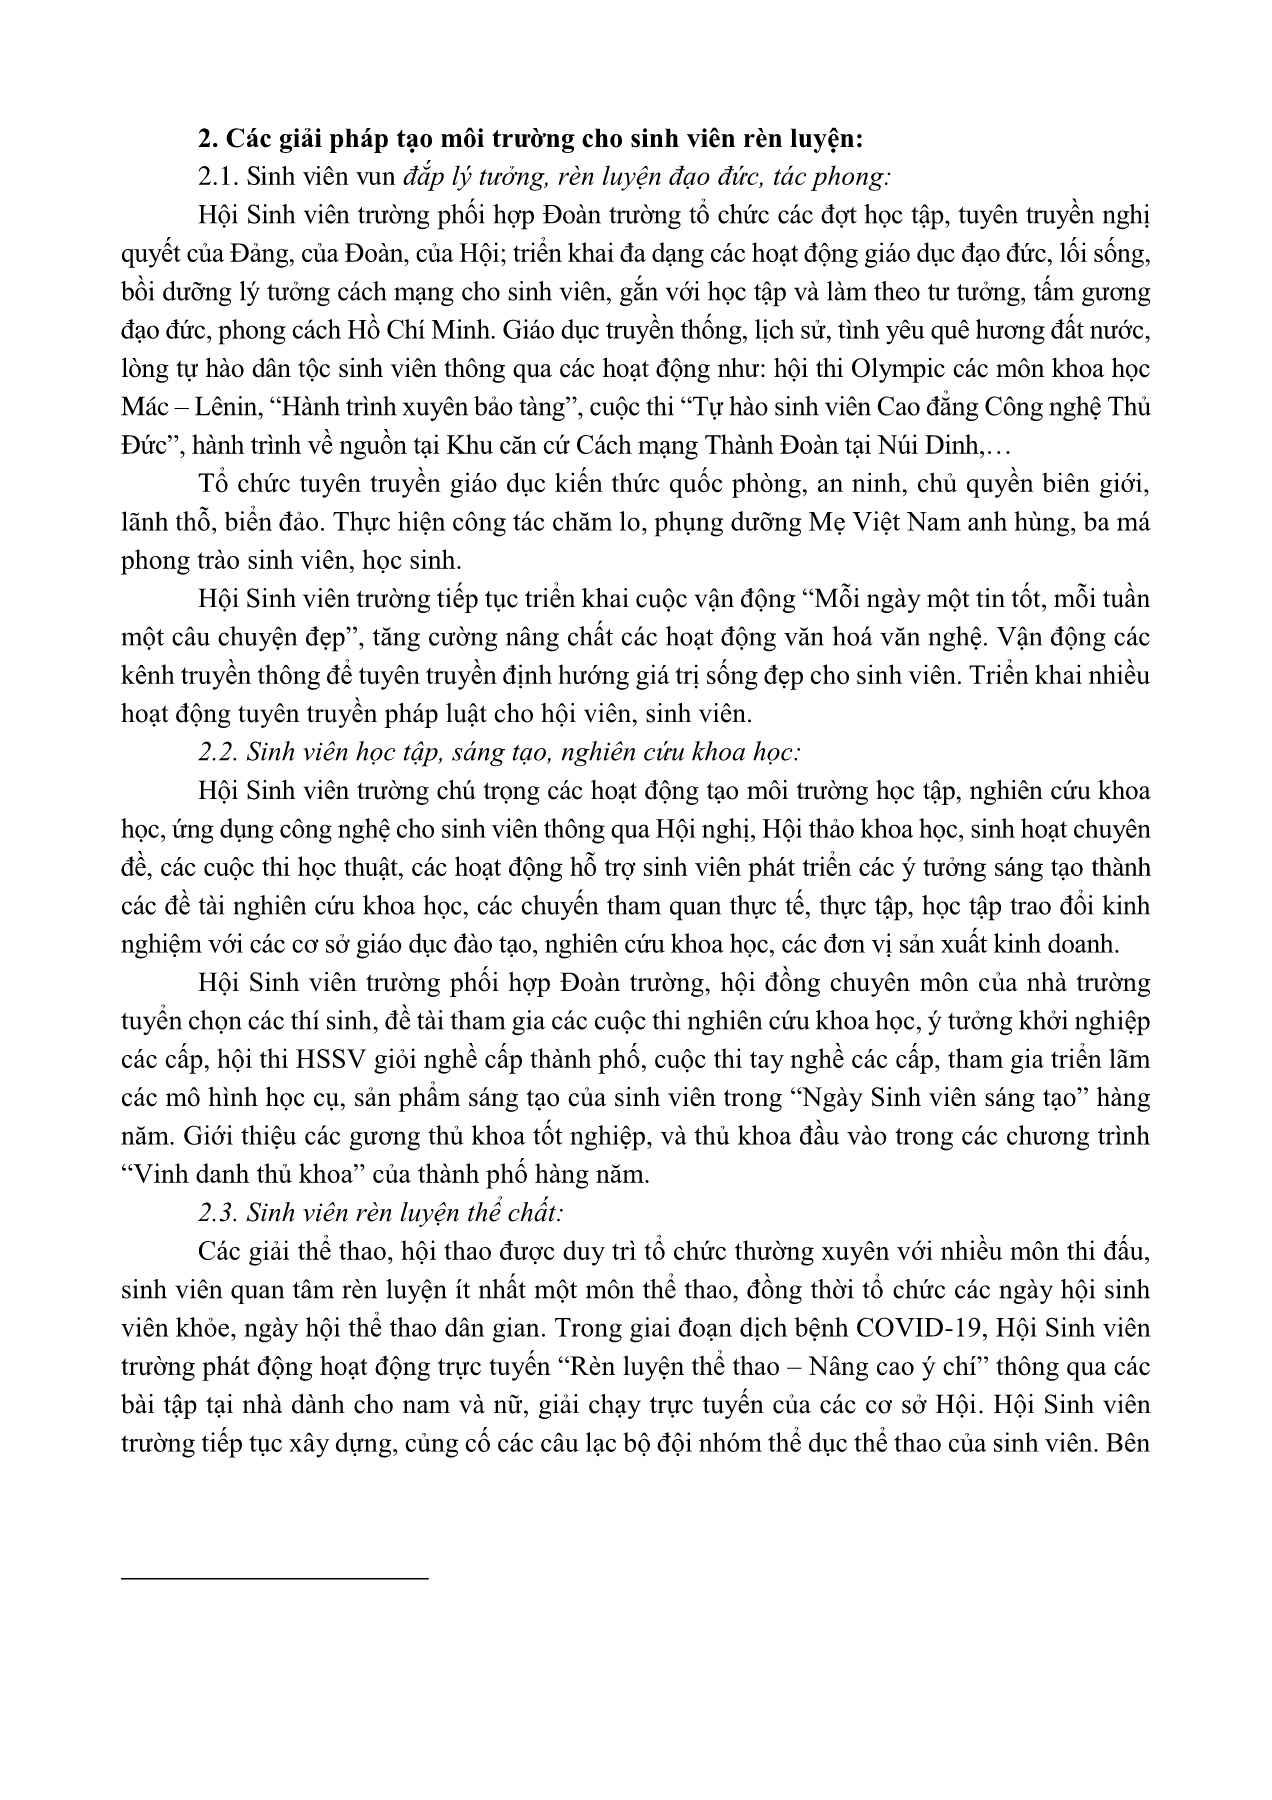 2. Các giải pháp tạo môi trường cho sinh viên rèn luyện:
2.1. Sinh viên vun đắp lý tưởng, rèn luyện đạo đức, tác phong:
Hội Sinh viên trường phối hợp Đoàn trường tổ chức các đợt học tập, tuyên truyền nghị
quyết của Đảng, của Đoàn, của Hội; triển khai đa dạng các hoạt động giáo dục đạo đức, lối sống,
bồi dưỡng lý tưởng cách mạng cho sinh viên, gắn với học tập và làm theo tư tưởng, tấm gương
đạo đức, phong cách Hồ Chí Minh. Giáo dục truyền thống, lịch sử, tình yêu quê hương đất nước,
lòng tự hào dân tộc sinh viên thông qua các hoạt động như: hội thi Olympic các môn khoa học
Mác – Lênin, “Hành trình xuyên bảo tàng”, cuộc thi “Tự hào sinh viên Cao đẳng Công nghệ Thủ
Đức”, hành trình về nguồn tại Khu căn cứ Cách mạng Thành Đoàn tại Núi Dinh,…
Tổ chức tuyên truyền giáo dục kiến thức quốc phòng, an ninh, chủ quyền biên giới,
lãnh thỗ, biển đảo. Thực hiện công tác chăm lo, phụng dưỡng Mẹ Việt Nam anh hùng, ba má
phong trào sinh viên, học sinh.
Hội Sinh viên trường tiếp tục triển khai cuộc vận động “Mỗi ngày một tin tốt, mỗi tuần
một câu chuyện đẹp”, tăng cường nâng chất các hoạt động văn hoá văn nghệ. Vận động các
kênh truyền thông để tuyên truyền định hướng giá trị sống đẹp cho sinh viên. Triển khai nhiều
hoạt động tuyên truyền pháp luật cho hội viên, sinh viên.
2.2. Sinh viên học tập, sáng tạo, nghiên cứu khoa học:
Hội Sinh viên trường chú trọng các hoạt động tạo môi trường học tập, nghiên cứu khoa
học, ứng dụng công nghệ cho sinh viên thông qua Hội nghị, Hội thảo khoa học, sinh hoạt chuyên
đề, các cuộc thi học thuật, các hoạt động hỗ trợ sinh viên phát triển các ý tưởng sáng tạo thành
các đề tài nghiên cứu khoa học, các chuyến tham quan thực tế, thực tập, học tập trao đổi kinh
nghiệm với các cơ sở giáo dục đào tạo, nghiên cứu khoa học, các đơn vị sản xuất kinh doanh.
Hội Sinh viên trường phối hợp Đoàn trường, hội đồng chuyên môn của nhà trường
tuyển chọn các thí sinh, đề tài tham gia các cuộc thi nghiên cứu khoa học, ý tưởng khởi nghiệp
các cấp, hội thi HSSV giỏi nghề cấp thành phố, cuộc thi tay nghề các cấp, tham gia triển lãm
các mô hình học cụ, sản phẩm sáng tạo của sinh viên trong “Ngày Sinh viên sáng tạo” hàng
năm. Giới thiệu các gương thủ khoa tốt nghiệp, và thủ khoa đầu vào trong các chương trình
“Vinh danh thủ khoa” của thành phố hàng năm.
2.3. Sinh viên rèn luyện thể chất:
Các giải thể thao, hội thao được duy trì tổ chức thường xuyên với nhiều môn thi đấu,
sinh viên quan tâm rèn luyện ít nhất một môn thể thao, đồng thời tổ chức các ngày hội sinh
viên khỏe, ngày hội thể thao dân gian. Trong giai đoạn dịch bệnh COVID-19, Hội Sinh viên
trường phát động hoạt động trực tuyến “Rèn luyện thể thao – Nâng cao ý chí” thông qua các
bài tập tại nhà dành cho nam và nữ, giải chạy trực tuyến của các cơ sở Hội. Hội Sinh viên
trường tiếp tục xây dựng, củng cố các câu lạc bộ đội nhóm thể dục thể thao của sinh viên. Bên